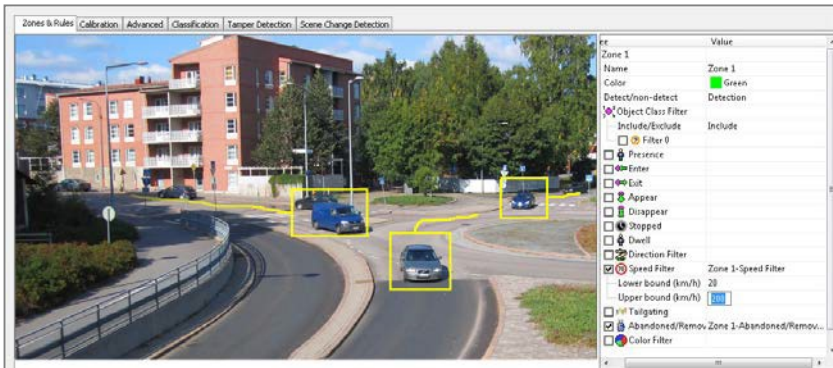 Zones & Rules Calibration Advanced Classification Tamper Detection Scene Change Detection
ee Value
Zone 1
Name Zone 1
Color Green
Detect/non-detect Detection
Object Class Filter
Include/Exclude Include
Filter 0
Presence
Enter
Exit
Appear
Disappear
Stopped
Dwell
Direction Filter
Speed Filter Zone 1-Speed Filter
Lower bound (km/h) 20
Upper bound (km/h) 200
Tailgating
Abandoned/Remov Zone 1-Abandoned/Remov...
Color Filter